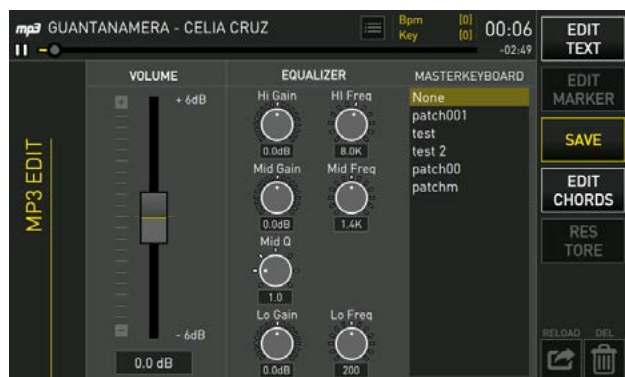 mp3 GUANTANAMERA - CELIA CRUZ
Bpm [0]
Key [0]
00:06
-02:49
MP3 EDIT
VOLUME
+ 6dB
- 6dB
0.0 dB
EQUALIZER
Hi Gain HI Freq
0.0dB 8.0K
Mid Gain Mid Freq
0.0dB 1.4K
Mid Q
1.0
Lo Gain Lo Freq
0.0dB 200
MASTERKEYBOARD
None
patch001
test
test 2
patch00
patchm
EDIT
TEXT
EDIT
MARKER
SAVE
EDIT
CHORDS
RES
TORE
RELOAD DEL